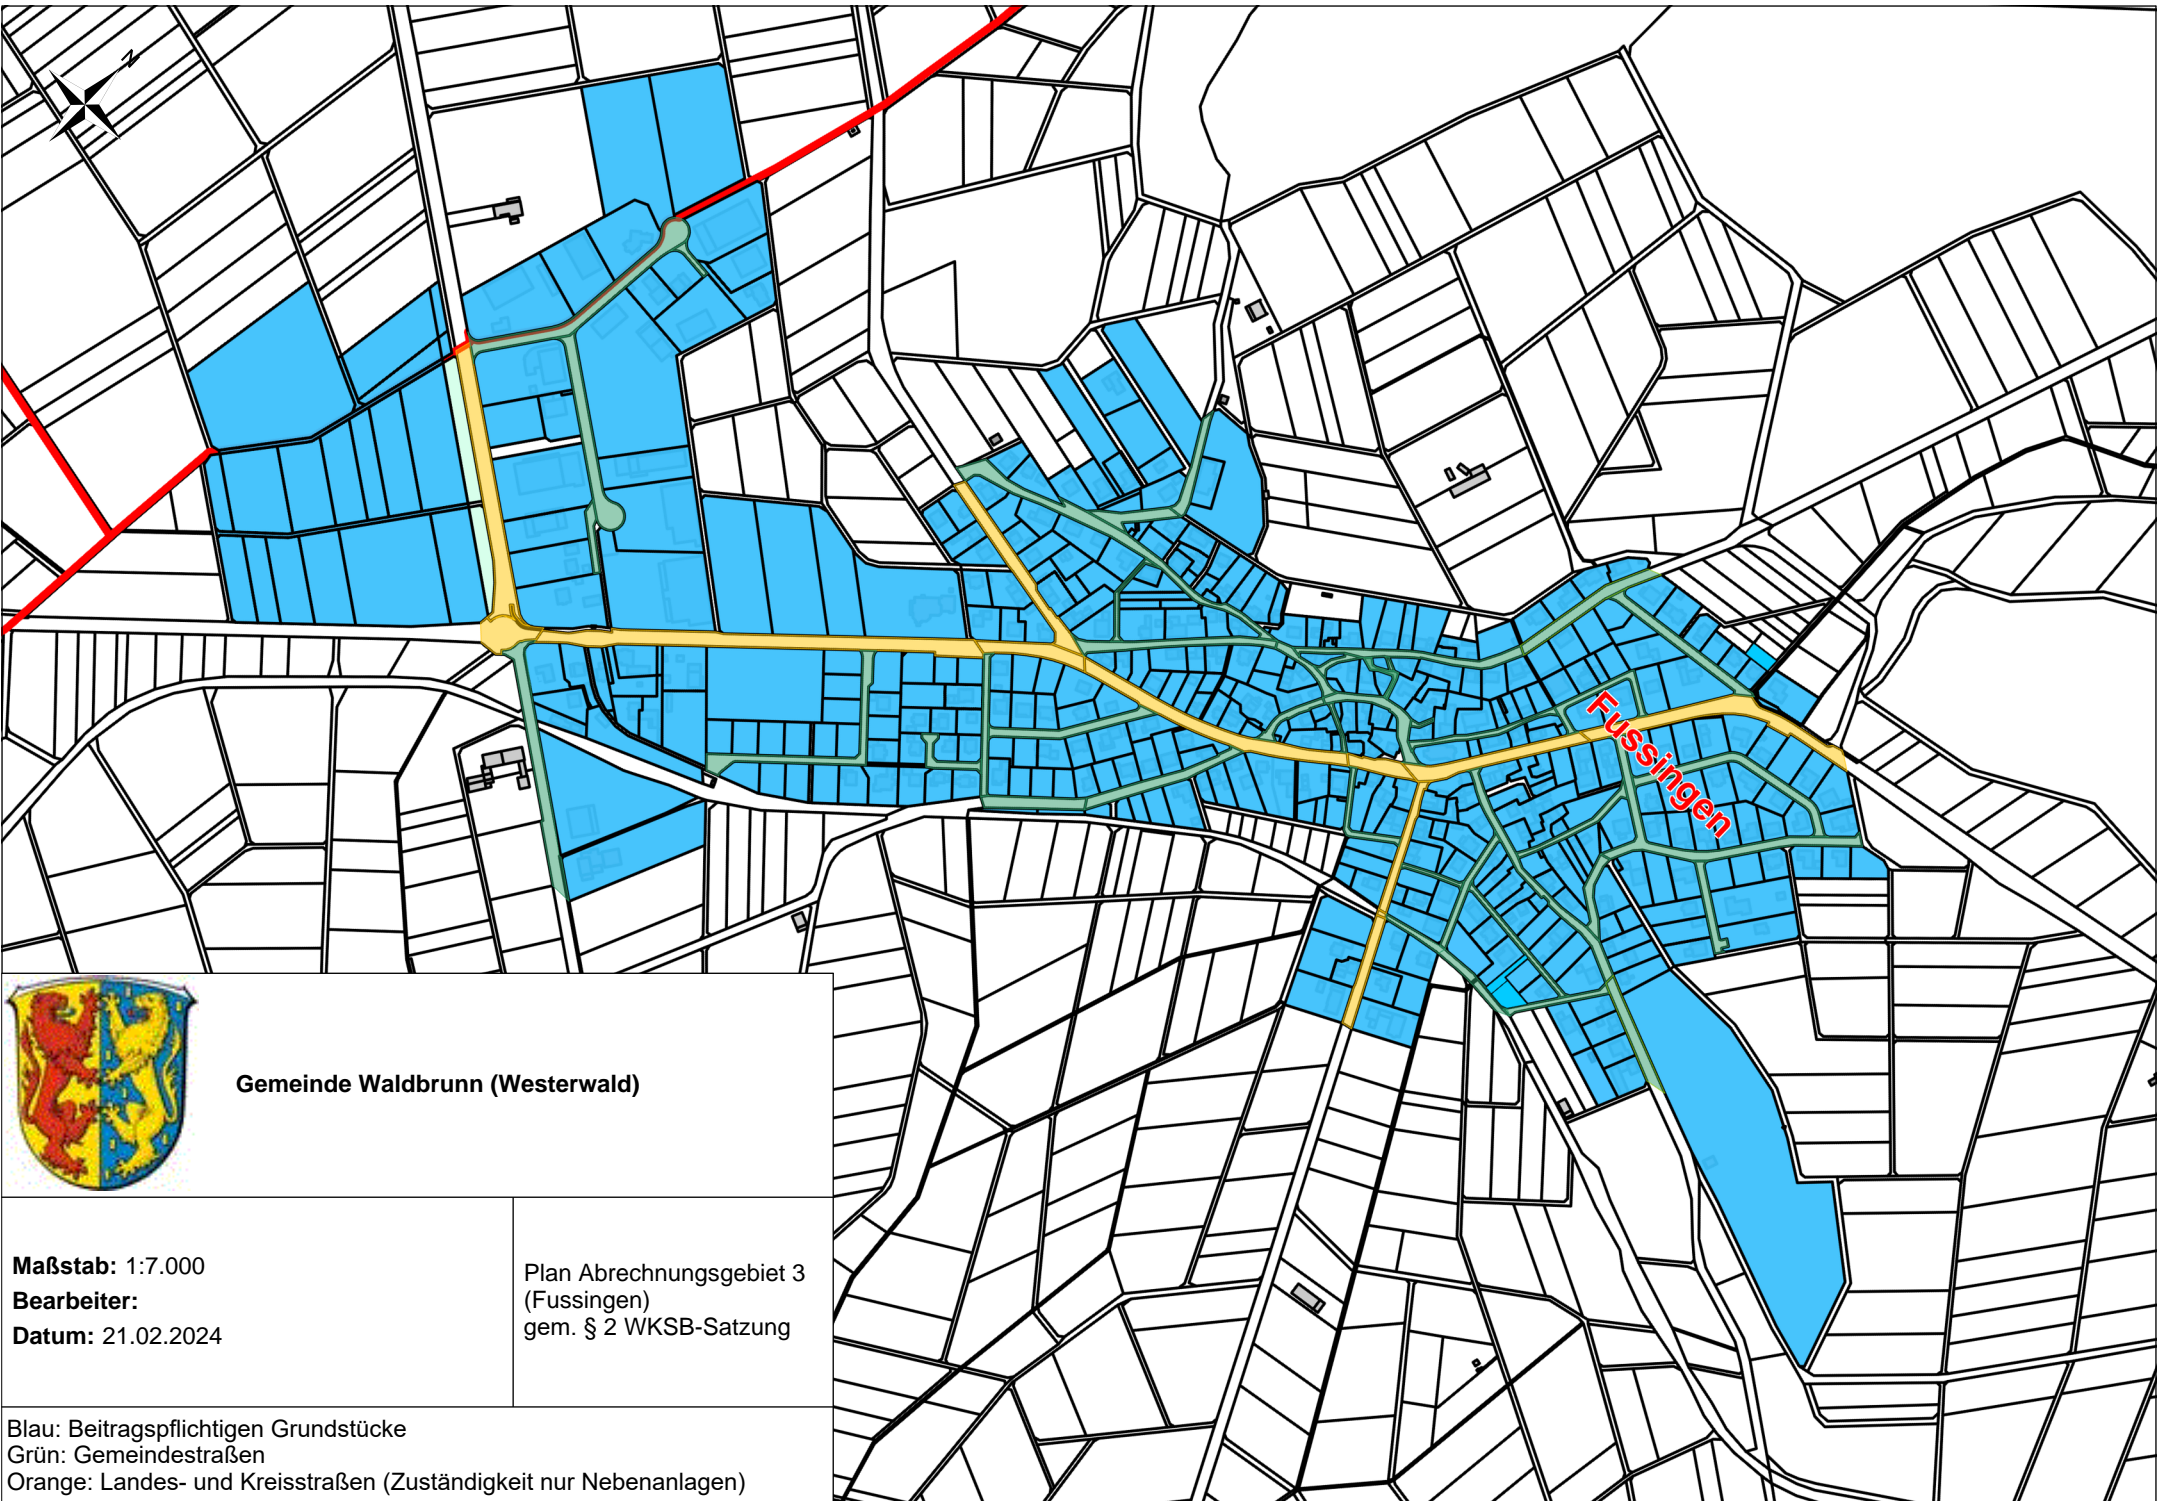 N
Fussingen
Gemeinde Waldbrunn (Westerwald)
Maßstab: 1:7.000
Bearbeiter:
Datum: 21.02.2024
Plan Abrechnungsgebiet 3
(Fussingen)
gem. § 2 WKSB-Satzung
Blau: Beitragspflichtigen Grundstücke
Grün: Gemeindestraßen
Orange: Landes- und Kreisstraßen (Zuständigkeit nur Nebenanlagen)